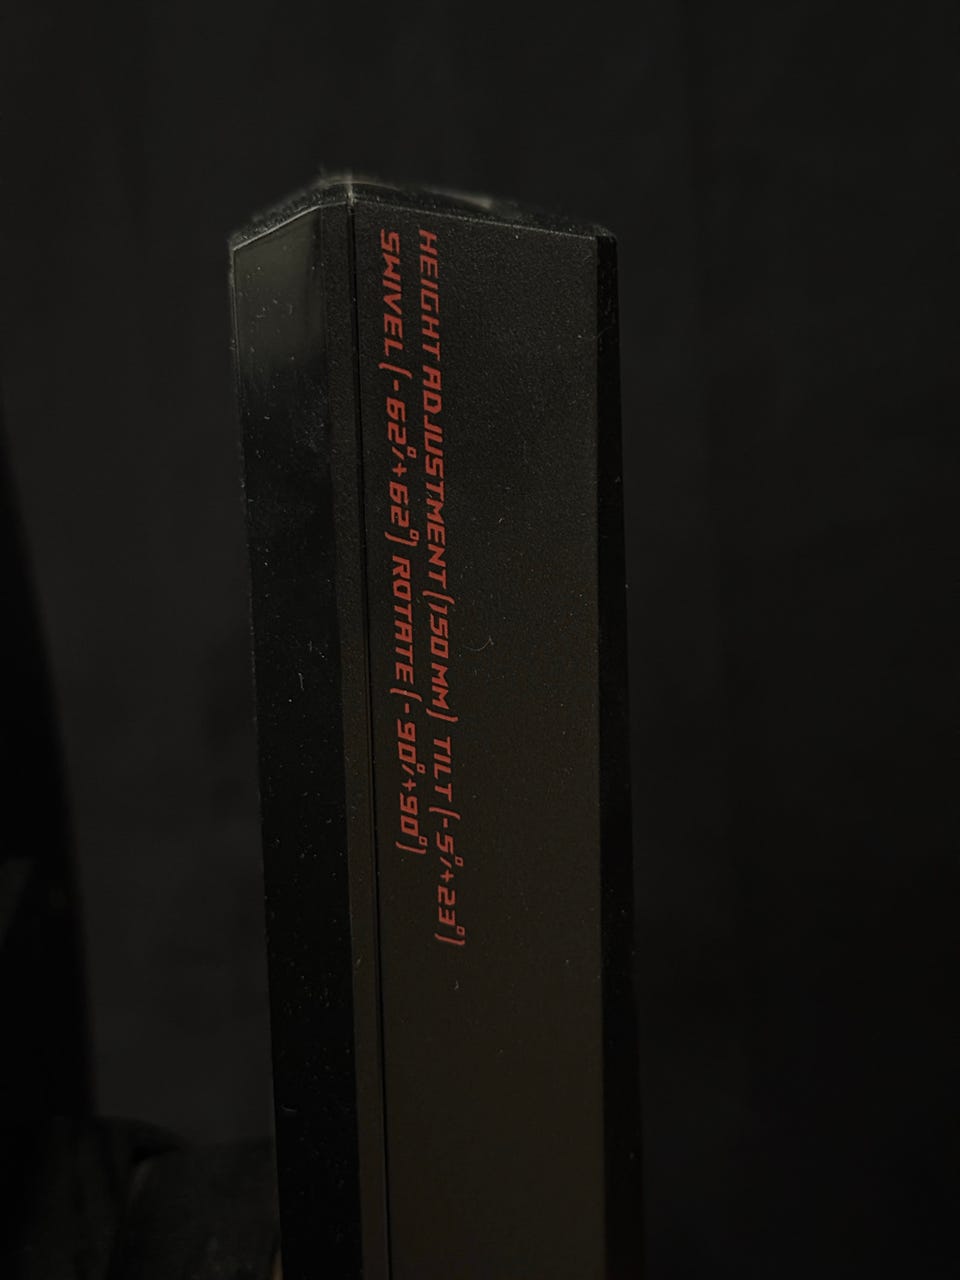 HEIGHT ADJUSTMENT (150 MM) TILT (-5°/+23°)
SWIVEL (- 62°/+ 62°) ROTATE (- 90°/+90°)